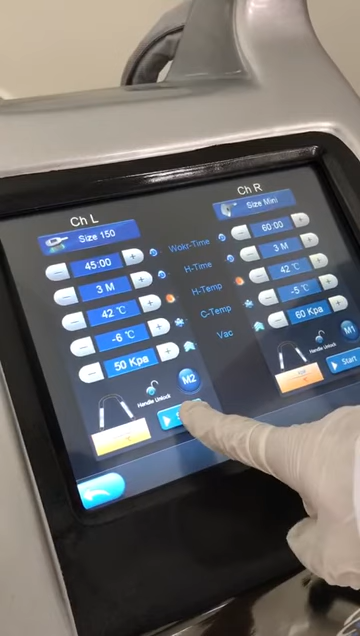 Ch L
Ch R
Size 150
Size Mini
45:00
Wokr-Time
60:00
3 M
H-Time
3 M
42 ℃
H-Temp
42 ℃
-6 ℃
C-Temp
-5 ℃
50 Kpa
Vac
60 Kpa
Handle Unlock
M2
Handle Unlock
M1
Start